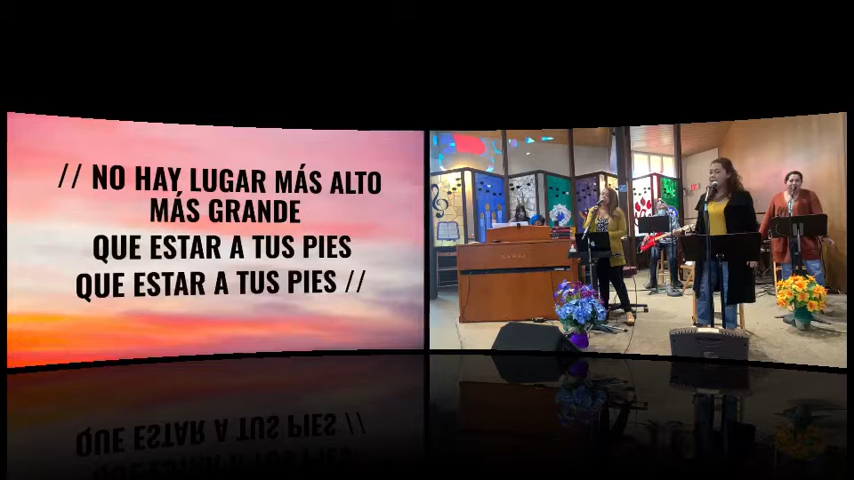 // NO HAY LUGAR MÁS ALTO
MÁS GRANDE
QUE ESTAR A TUS PIES
QUE ESTAR A TUS PIES //